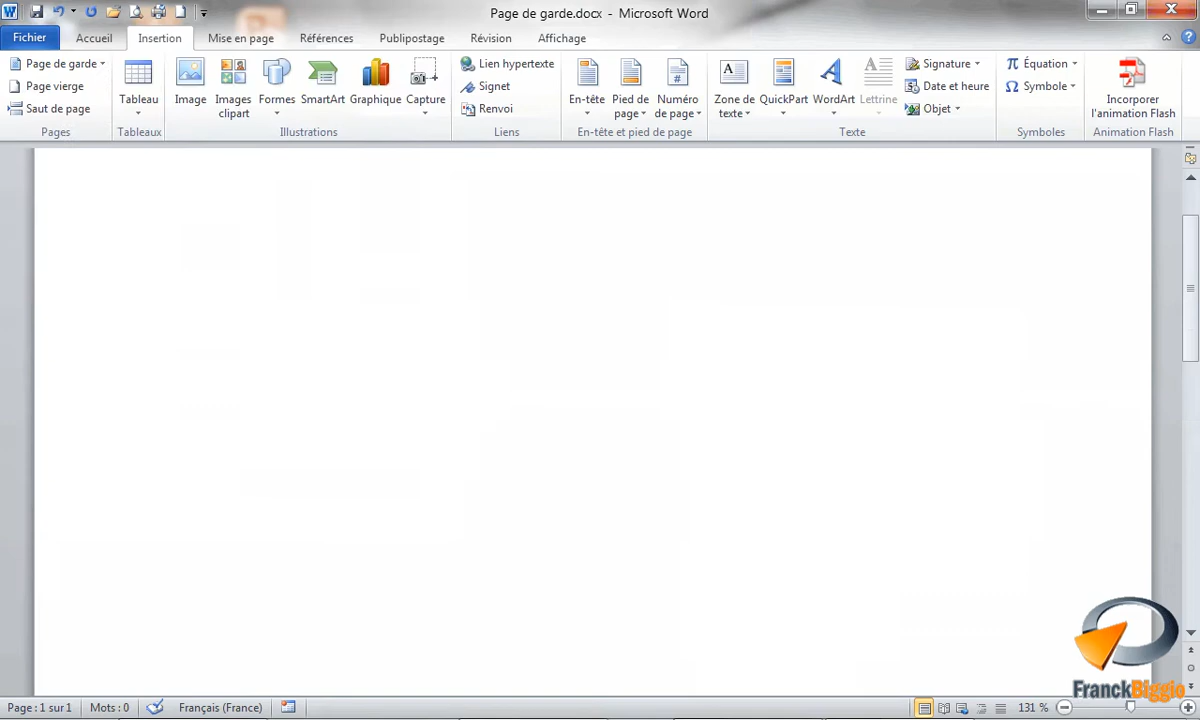 Page de garde.docx - Microsoft Word
Fichier Accueil Insertion Mise en page Références Publipostage Révision Affichage
Page de garde
Page vierge
Saut de page
Pages
Tableau
Tableaux
Image
Images clipart
Formes
SmartArt
Graphique
Capture
Illustrations
Lien hypertexte
Signet
Renvoi
Liens
En-tête
Pied de page
Numéro de page
En-tête et pied de page
Zone de texte
QuickPart
WordArt
Lettrine
Signature
Date et heure
Objet
Texte
π Équation
Ω Symbole
Symboles
Incorporer l'animation Flash
Animation Flash
FranckBiggio
Page : 1 sur 1 Mots : 0 Français (France) 131 %